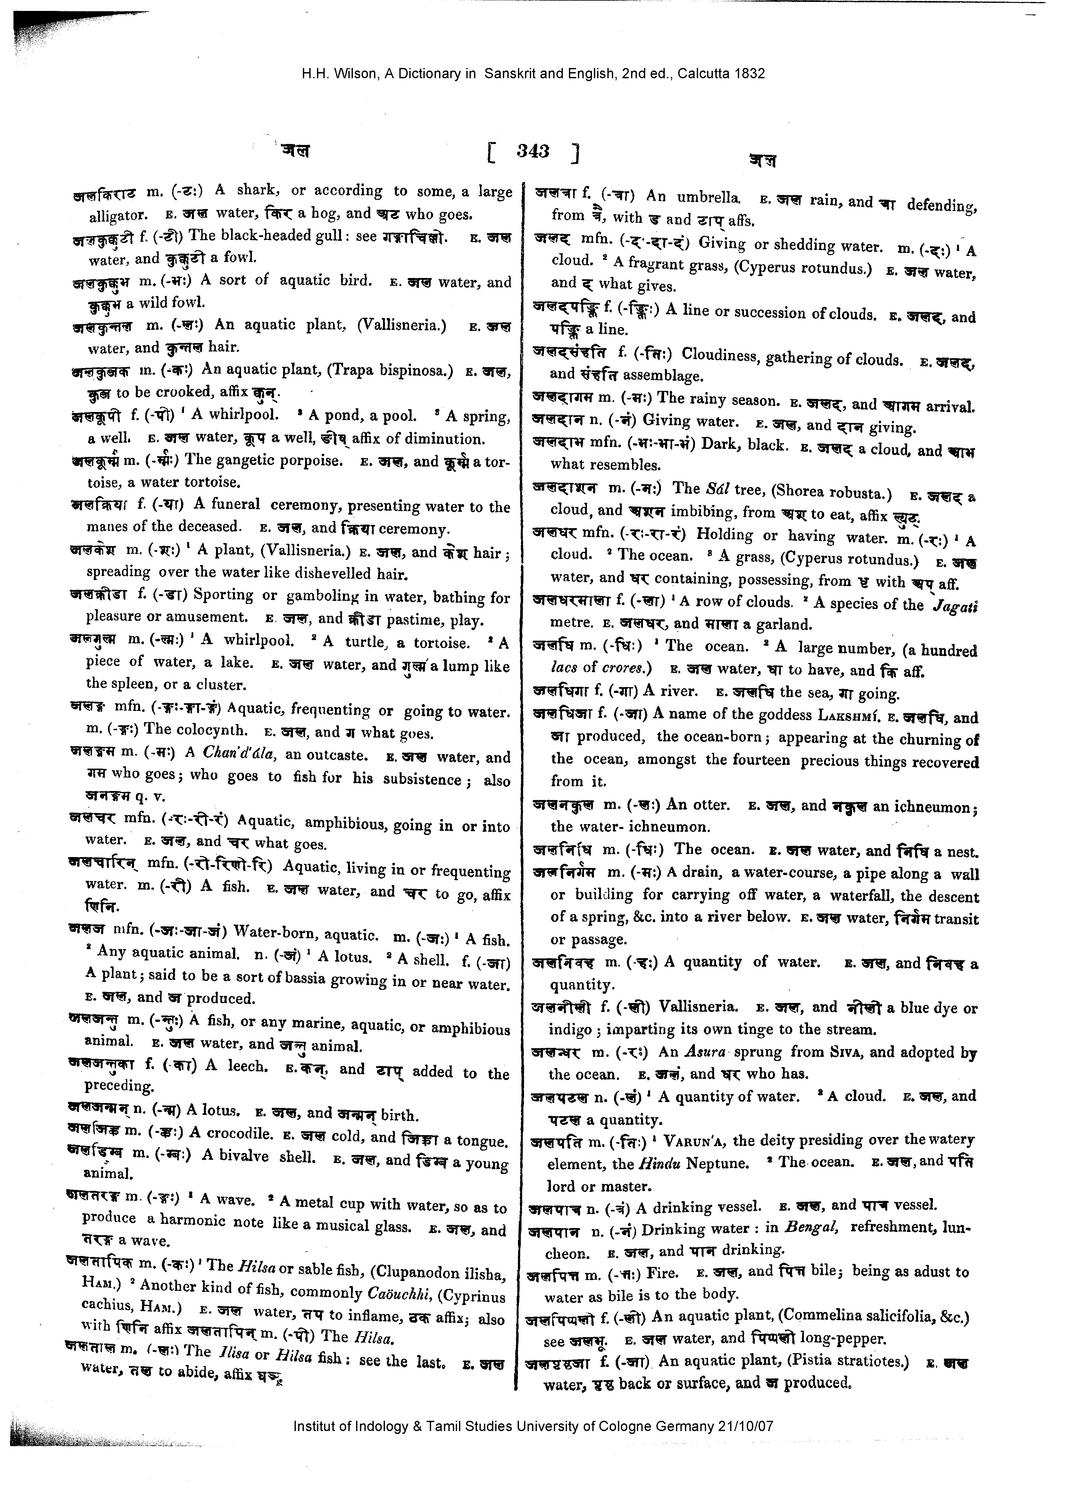 H.H. Wilson, A Dictionary in Sanskrit and English, 2nd ed., Calcutta 1832
जल
[ 343 ]
जल
जलकिराट m. (-टः) A shark, or according to some, a large
alligator. E. जल water, किर a hog, and अट who goes.
जलकुक्कुटी f. (-टी) The black-headed gull: see गङ्गाचिल्ली. E. जल
water, and कुक्कुटी a fowl.
जलकुक्कुभ m. (-भः) A sort of aquatic bird. E. जल water, and
कुक्कुभ a wild fowl.
जलकुन्तल m. (-लः) An aquatic plant, (Vallisneria.) E. जल
water, and कुन्तल hair.
जलकुब्जक m. (-कः) An aquatic plant, (Trapa bispinosa.) E. जल,
to be crooked, affix
जलकूपी f. (-पी) ¹ A whirlpool. ² A pond, a pool. ³ A spring,
a well. E. जल water, कूप a well, ङीष् affix of diminution.
जलकूर्म्म m. (-र्म्मः) The gangetic porpoise. E. जल, and कूर्म्म a tor-
toise, a water tortoise.
जलक्रिया f. (-या) A funeral ceremony, presenting water to the
manes of the deceased. E. जल, and क्रिया ceremony.
जलकेश m. (-शः) ¹ A plant, (Vallisneria.) E. जल, and केश hair;
spreading over the water like dishevelled hair.
जलक्रीडा f. (-डा) Sporting or gamboling in water, bathing for
pleasure or amusement. E. जल, and क्रीडा pastime, play.
जलगुल्म m. (-ल्मः) ¹ A whirlpool. ² A turtle, a tortoise. ³ A
piece of water, a lake. E. जल water, and गुल्म a lump like
the spleen, or a cluster.
जलङ्ग mfn. (-ङ्गः-ङ्गा-ङ्गं) Aquatic, frequenting or going to water.
m. (-ङ्गः) The colocynth. E. जल, and ग what goes.
जलङ्गम m. (-मः) A Chan'd'ála, an outcaste. E. जल water, and
गम who goes; who goes to fish for his subsistence; also
जनङ्गम q. v.
जलचर mfn. (-रः-री-रं) Aquatic, amphibious, going in or into
water. E. जल, and चर what goes.
जलचारिन् mfn. (-री-रिणी-रि) Aquatic, living in or frequenting
water. m. (-री) A fish. E. जल water, and चर to go, affix
णिनि.
जलज mfn. (-जः-जा-जं) Water-born, aquatic. m. (-जः) ¹ A fish.
² Any aquatic animal. n. (-जं) ¹ A lotus. ² A shell. f. (-जा)
A plant; said to be a sort of bassia growing in or near water.
E. जल, and ज produced.
जलजन्तु m. (-न्तुः) A fish, or any marine, aquatic, or amphibious
animal. E. जल water, and जन्तु animal.
जलजन्तुका f. (-का) A leech. E. कन्, and टाप् added to the
preceding.
जलजन्मन् n. (-न्म) A lotus. E. जल, and जन्मन् birth.
जलजिह्व m. (-ह्वः) A crocodile. E. जल cold, and जिह्वा a tongue.
जलडिम्ब m. (-म्बः) A bivalve shell. E. जल, and डिम्ब a young
animal.
जलतरङ्ग m. (-ङ्गः) ¹ A wave. ² A metal cup with water, so as to
produce a harmonic note like a musical glass. E. जल, and
तरङ्ग a wave.
जलतापिक m. (-कः) ¹ The Hilsa or sable fish, (Clupanodon ilisha,
HAM.) ² Another kind of fish, commonly Caöuchhi, (Cyprinus
cachius, HAM.) E. जल water, तप to inflame, ठक affix; also
with णिनि affix जलतापिन् m. (-पी) The Hilsa.
जलताल m. (-लः) The Ilisa or Hilsa fish: see the last. E. जल
water, तल to abide, affix घञ्.
जलत्रा f. (-त्रा) An umbrella. E. जल rain, and त्रा defending,
from त्रै, with ड and टाप् affs.
जलद mfn. (-दः-दा-दं) Giving or shedding water. m. (-दः) ¹ A
cloud. ² A fragrant grass, (Cyperus rotundus.) E. जल water,
and द what gives.
जलदपङ्क्ति f. (-ङ्क्तिः) A line or succession of clouds. E. जलद, and
पङ्क्ति a line.
जलदसंहति f. (-तिः) Cloudiness, gathering of clouds. E. जलद,
and संहति assemblage.
जलदागम m. (-मः) The rainy season. E. जलद, and आगम arrival.
जलदान n. (-नं) Giving water. E. जल, and दान giving.
जलदाभ mfn. (-भः-भा-भं) Dark, black. E. जलद a cloud, and आभ
what resembles.
जलदाशन m. (-नः) The Sál tree, (Shorea robusta.) E. जलद a
cloud, and अशन imbibing, from अश to eat, affix ल्युट्.
जलधर mfn. (-रः-रा-रं) Holding or having water. m. (-रः) ¹ A
cloud. ² The ocean. ³ A grass, (Cyperus rotundus.) E. जल
water, and धर containing, possessing, from धृ with अप् aff.
जलधरमाला f. (-ला) ¹ A row of clouds. ² A species of the Jagati
metre. E. जलधर, and माला a garland.
जलधि m. (-धिः) ¹ The ocean. ² A large number, (a hundred
lacs of crores.) E. जल water, धा to have, and कि aff.
जलधिगा f. (-गा) A river. E. जलधि the sea, गा going.
जलधिजा f. (-जा) A name of the goddess LAKSHMÍ. E. जलधि, and
जा produced, the ocean-born; appearing at the churning of
the ocean, amongst the fourteen precious things recovered
from it.
जलनकुल m. (-लः) An otter. E. जल, and नकुल an ichneumon;
the water- ichneumon.
जलनिधि m. (-धिः) The ocean. E. जल water, and निधि a nest.
जलनिर्गम m. (-मः) A drain, a water-course, a pipe along a wall
or building for carrying off water, a waterfall, the descent
of a spring, &c. into a river below. E. जल water, निर्गम transit
or passage.
जलनिवह m. (-हः) A quantity of water. E. जल, and निवह a
quantity.
जलनीली f. (-ली) Vallisneria. E. जल, and नीली a blue dye or
indigo; imparting its own tinge to the stream.
जलन्धर m. (-रः) An Asura sprung from SIVA, and adopted by
the ocean. E. जलं, and धर who has.
जलपटल n. (-लं) ¹ A quantity of water. ² A cloud. E. जल, and
पटल a quantity.
जलपति m. (-तिः) ¹ VARUN'A, the deity presiding over the watery
element, the Hindu Neptune. ² The ocean. E. जल, and पति
lord or master.
जलपात्र n. (-त्रं) A drinking vessel. E. जल, and पात्र vessel.
जलपान n. (-नं) Drinking water: in Bengal, refreshment, lun-
cheon. E. जल, and पान drinking.
जलपित्त m. (-त्तः) Fire. E. जल, and पित्त bile; being as adust to
water as bile is to the body.
जलपिप्पली f. (-ली) An aquatic plant, (Commelina salicifolia, &c.)
see जलभू. E. जल water, and पिप्पली long-pepper.
जलपृष्ठजा f. (-जा) An aquatic plant, (Pistia stratiotes.) E. जल
water, पृष्ठ back or surface, and ज produced.
Institut of Indology & Tamil Studies University of Cologne Germany 21/10/07